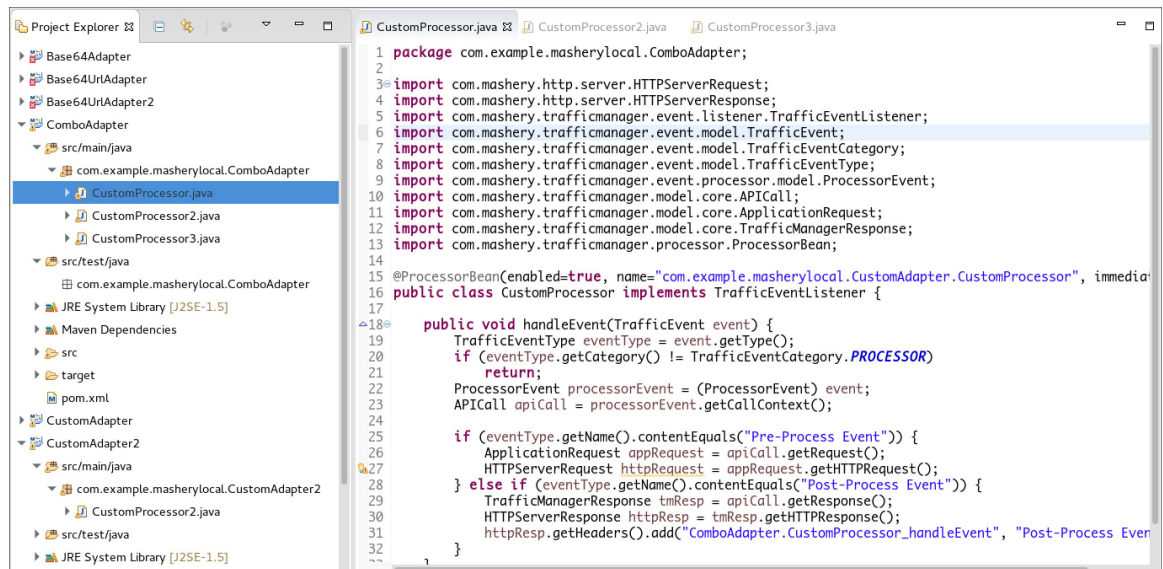 Project Explorer
Base64Adapter
Base64UrlAdapter
Base64UrlAdapter2
ComboAdapter
src/main/java
com.example.masherylocal.ComboAdapter
CustomProcessor.java
CustomProcessor2.java
CustomProcessor3.java
src/test/java
com.example.masherylocal.ComboAdapter
JRE System Library [J2SE-1.5]
Maven Dependencies
src
target
pom.xml
CustomAdapter
CustomAdapter2
src/main/java
com.example.masherylocal.CustomAdapter2
CustomProcessor2.java
src/test/java
JRE System Library [J2SE-1.5]
CustomProcessor.java CustomProcessor2.java CustomProcessor3.java
1 package com.example.masherylocal.ComboAdapter;
2
3 import com.mashery.http.server.HTTPServerRequest;
4 import com.mashery.http.server.HTTPServerResponse;
5 import com.mashery.trafficmanager.event.listener.TrafficEventListener;
6 import com.mashery.trafficmanager.event.model.TrafficEvent;
7 import com.mashery.trafficmanager.event.model.TrafficEventCategory;
8 import com.mashery.trafficmanager.event.model.TrafficEventType;
9 import com.mashery.trafficmanager.event.processor.model.ProcessorEvent;
10 import com.mashery.trafficmanager.model.core.APICall;
11 import com.mashery.trafficmanager.model.core.ApplicationRequest;
12 import com.mashery.trafficmanager.model.core.TrafficManagerResponse;
13 import com.mashery.trafficmanager.processor.ProcessorBean;
14
15 @ProcessorBean(enabled=true, name="com.example.masherylocal.CustomAdapter.CustomProcessor", immediat
16 public class CustomProcessor implements TrafficEventListener {
17
18 public void handleEvent(TrafficEvent event) {
19 TrafficEventType eventType = event.getType();
20 if (eventType.getCategory() != TrafficEventCategory.PROCESSOR)
21 return;
22 ProcessorEvent processorEvent = (ProcessorEvent) event;
23 APICall apiCall = processorEvent.getCallContext();
24
25 if (eventType.getName().contentEquals("Pre-Process Event")) {
26 ApplicationRequest appRequest = apiCall.getRequest();
27 HTTPServerRequest httpRequest = appRequest.getHTTPRequest();
28 } else if (eventType.getName().contentEquals("Post-Process Event")) {
29 TrafficManagerResponse tmResp = apiCall.getResponse();
30 HTTPServerResponse httpResp = tmResp.getHTTPResponse();
31 httpResp.getHeaders().add("ComboAdapter.CustomProcessor_handleEvent", "Post-Process Even
32 }